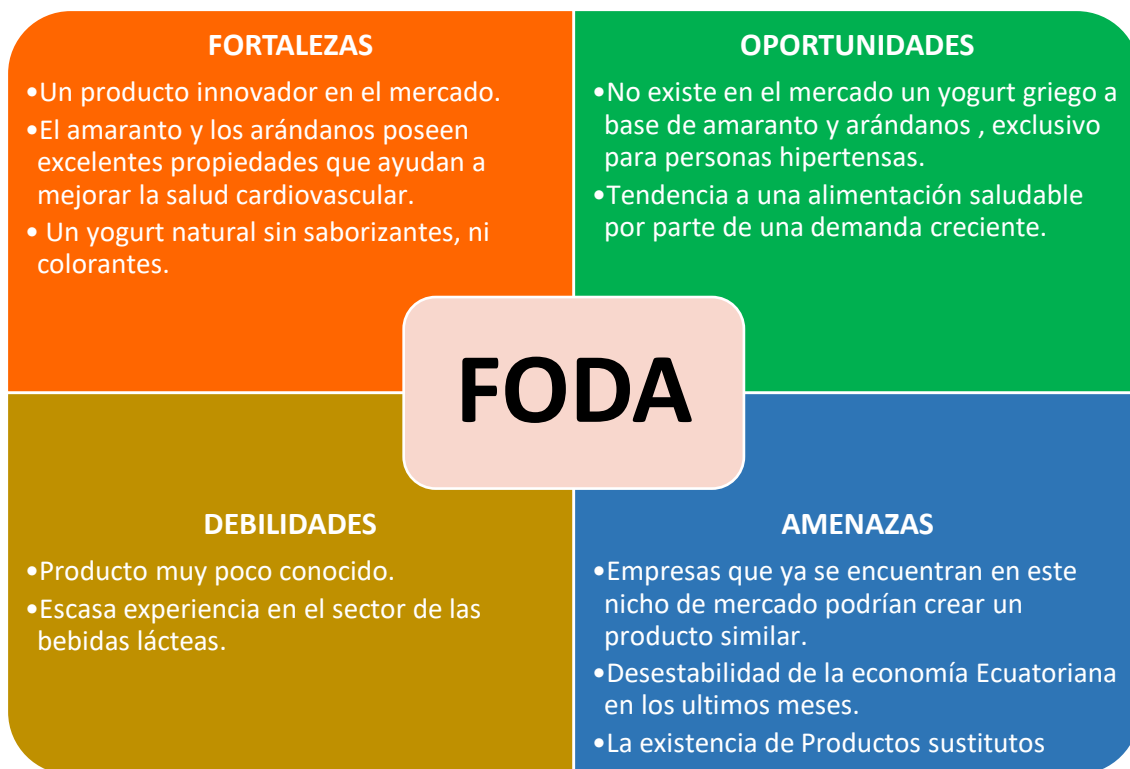 FORTALEZAS
•Un producto innovador en el mercado.
•El amaranto y los arándanos poseen
excelentes propiedades que ayudan a
mejorar la salud cardiovascular.
• Un yogurt natural sin saborizantes, ni
colorantes.
OPORTUNIDADES
•No existe en el mercado un yogurt griego a
base de amaranto y arándanos , exclusivo
para personas hipertensas.
•Tendencia a una alimentación saludable
por parte de una demanda creciente.
FODA
DEBILIDADES
•Producto muy poco conocido.
•Escasa experiencia en el sector de las
bebidas lácteas.
AMENAZAS
•Empresas que ya se encuentran en este
nicho de mercado podrían crear un
producto similar.
•Desestabilidad de la economía Ecuatoriana
en los ultimos meses.
•La existencia de Productos sustitutos